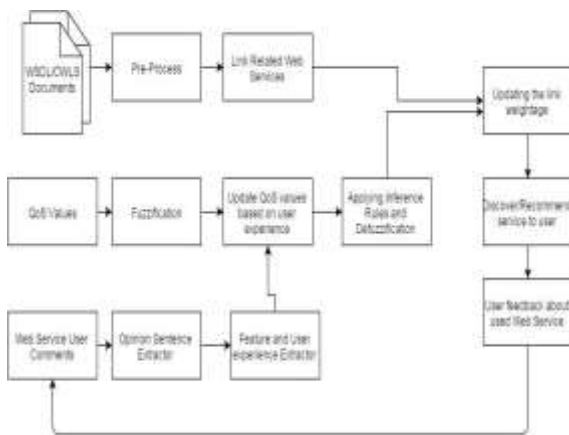 WSDL/OWLS
Documents
Pre-Process
Link Related Web
Services
Updating the link
weightage
QoS Values
Fuzzification
Update QoS values
based on user
experience
Applying Inference
Rules and
Defuzzification
Discover/Recommend
service to user
Web Service User
Comments
Opinion Sentence
Extractor
Feature and User
experience Extractor
User feedback about
used Web Service